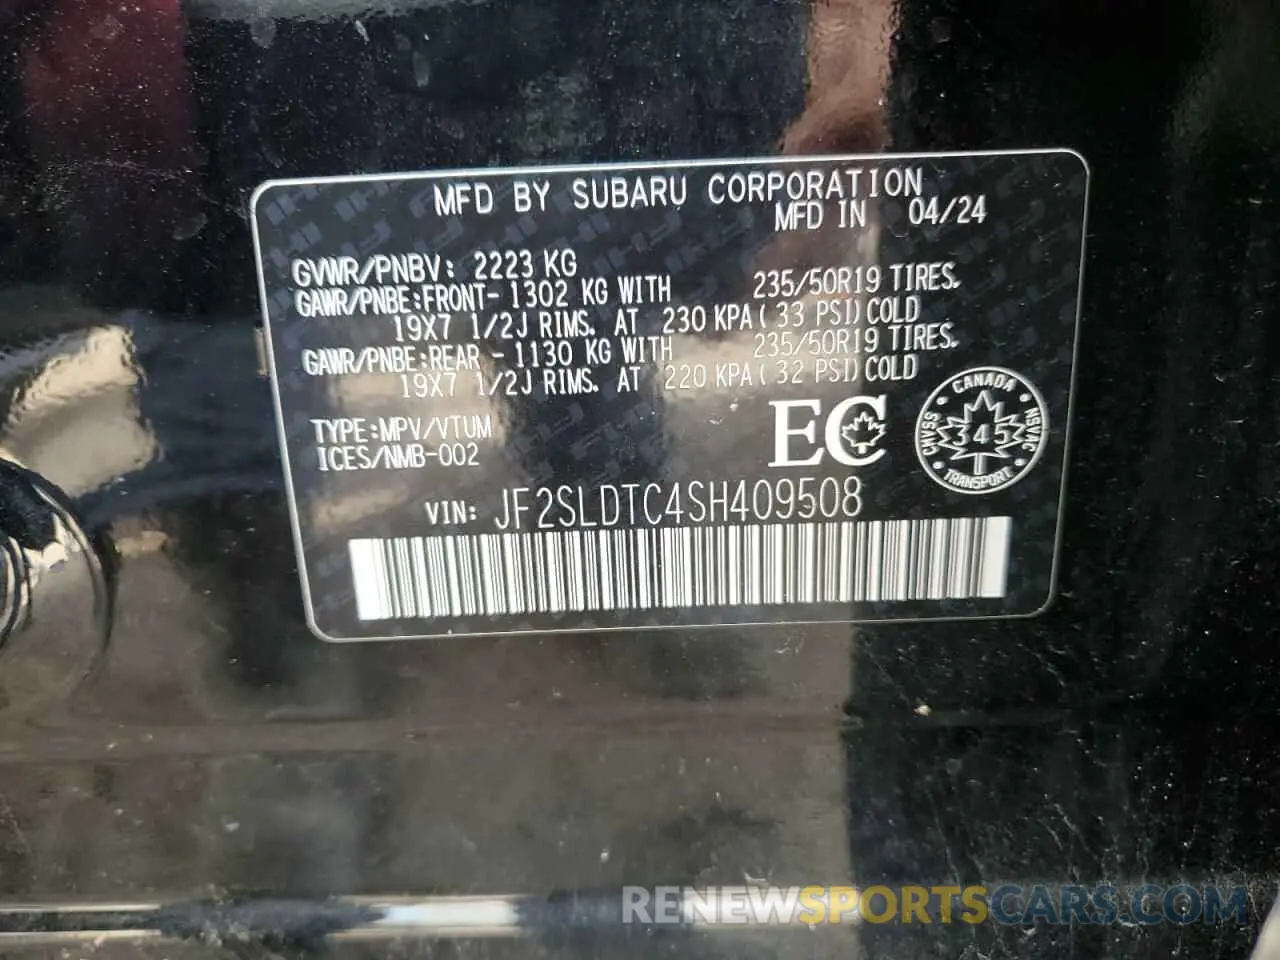 MFD BY SUBARU CORPORATION
MFD IN 04/24
GVWR/PNBV: 2223 KG
GAWR/PNBE:FRONT- 1302 KG WITH 235/50R19 TIRES.
19X7 1/2J RIMS. AT 230 KPA( 33 PSI)COLD
GAWR/PNBE:REAR - 1130 KG WITH 235/50R19 TIRES.
19X7 1/2J RIMS. AT 220 KPA( 32 PSI)COLD
TYPE:MPV/VTUM
ICES/NMB-002
EC
CANADA
CMVSS
345
NSVAC
TRANSPORT
VIN: JF2SLDTC4SH409508
RENEWSPORTSCARS.COM